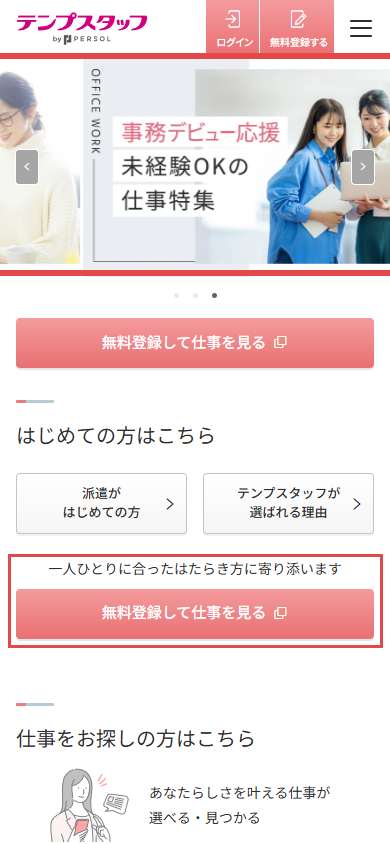 テンプスタッフ
by PERSOL
ログイン
無料登録する
OFFICE WORK
事務デビュー応援
未経験OKの
仕事特集
無料登録して仕事を見る
はじめての方はこちら
派遣が
はじめての方
テンプスタッフが
選ばれる理由
一人ひとりに合ったはたらき方に寄り添います
無料登録して仕事を見る
仕事をお探しの方はこちら
あなたらしさを叶える仕事が
選べる・見つかる